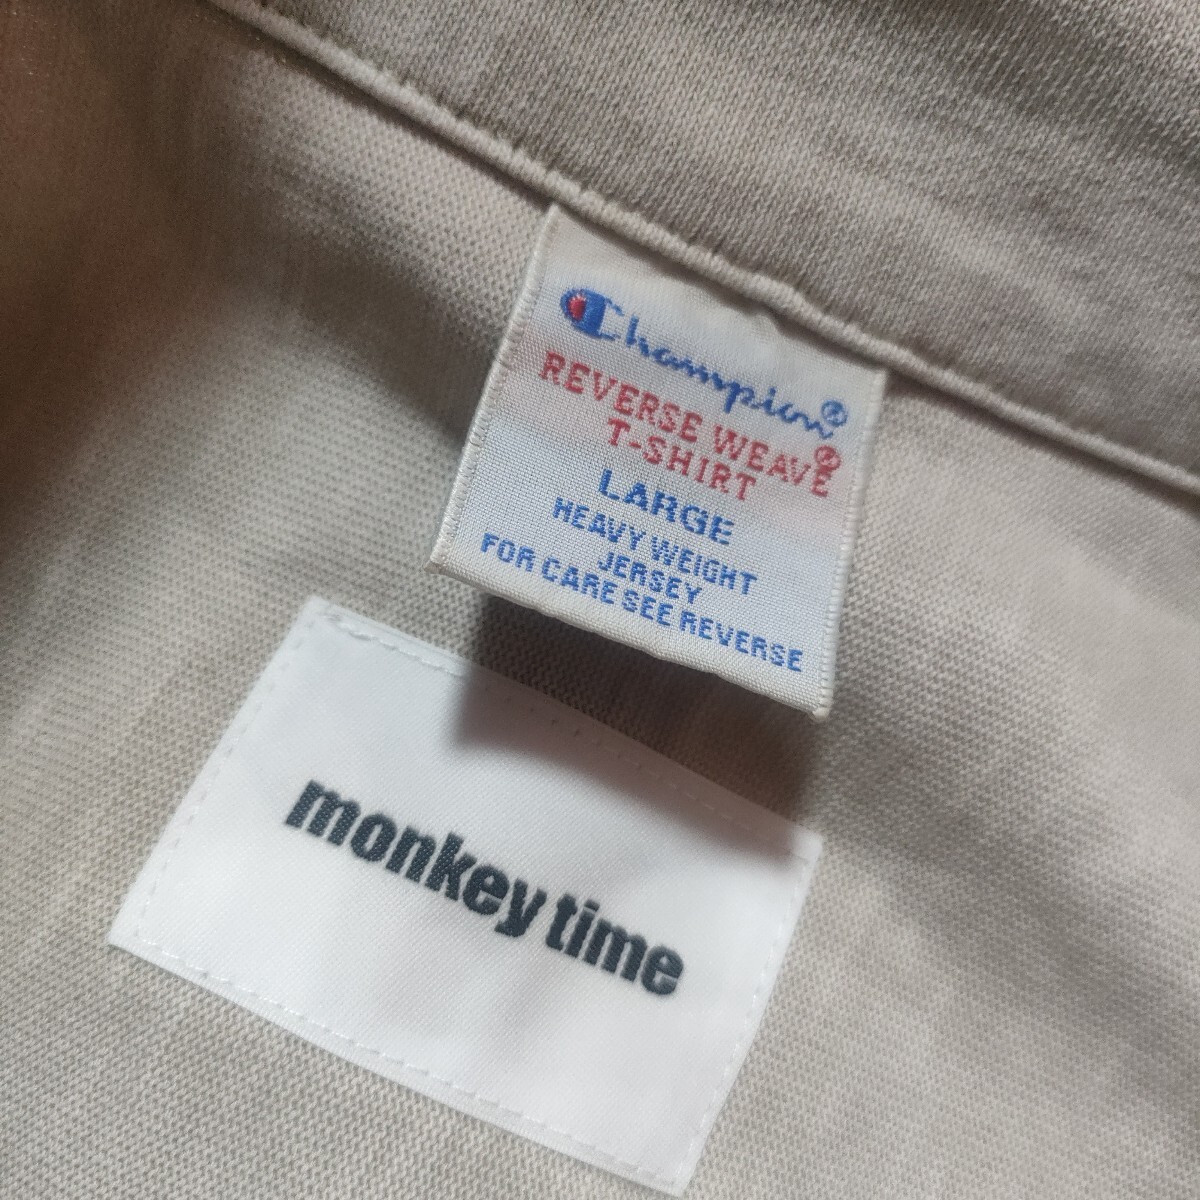 Champion®
REVERSE WEAVE®
T-SHIRT
LARGE
HEAVY WEIGHT
JERSEY
FOR CARE SEE REVERSE
monkey time